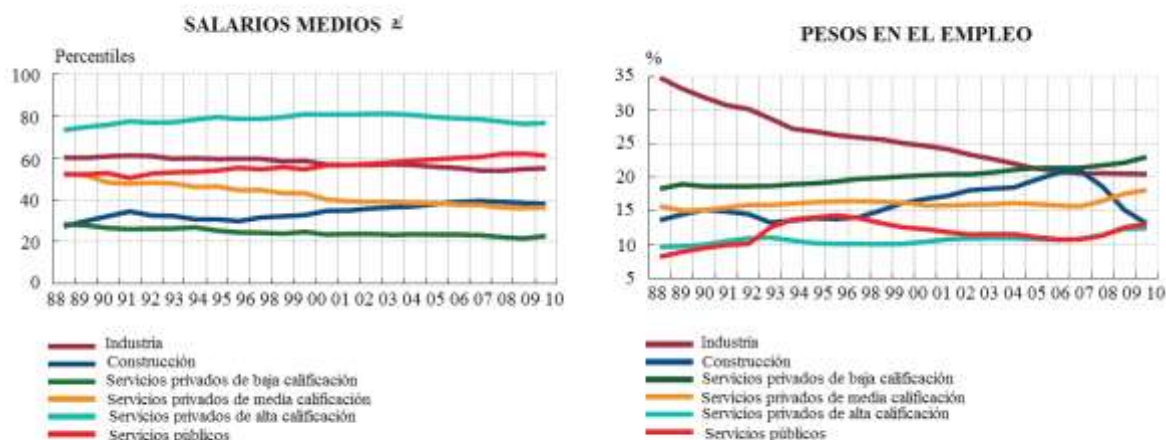 SALARIOS MEDIOS a/
Percentiles
100
80
60
40
20
0
88 89 90 91 92 93 94 95 96 97 98 99 00 01 02 03 04 05 06 07 08 09 10
Industria
Construcción
Servicios privados de baja calificación
Servicios privados de media calificación
Servicios privados de alta calificación
Servicios públicos
PESOS EN EL EMPLEO
%
35
30
25
20
15
10
5
88 89 90 91 92 93 94 95 96 97 98 99 00 01 02 03 04 05 06 07 08 09 10
Industria
Construcción
Servicios privados de baja calificación
Servicios privados de media calificación
Servicios privados de alta calificación
Servicios públicos